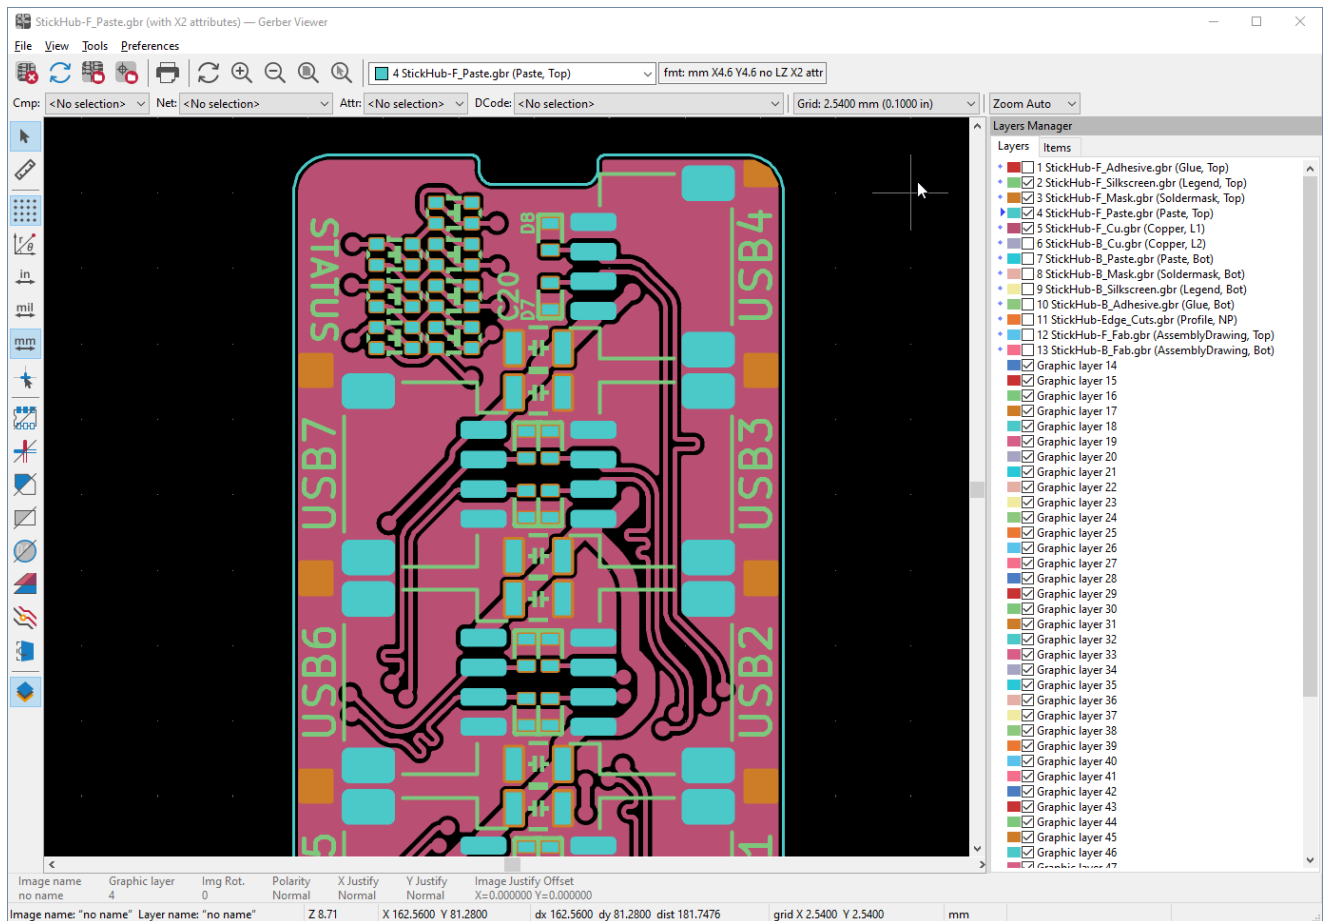 StickHub-F_Paste.gbr (with X2 attributes) — Gerber Viewer
File View Tools Preferences
4 StickHub-F_Paste.gbr (Paste, Top) fmt: mm X4.6 Y4.6 no LZ X2 attr
Cmp: <No selection> Net: <No selection> Attr: <No selection> DCode: <No selection> Grid: 2.5400 mm (0.1000 in) Zoom Auto
in
mil
mm
STATUS
D8
C20
D7
USB4
USB7
USB3
USB6
USB2
5
1
Layers Manager
Layers Items
1 StickHub-F_Adhesive.gbr (Glue, Top)
2 StickHub-F_Silkscreen.gbr (Legend, Top)
3 StickHub-F_Mask.gbr (Soldermask, Top)
4 StickHub-F_Paste.gbr (Paste, Top)
5 StickHub-F_Cu.gbr (Copper, L1)
6 StickHub-B_Cu.gbr (Copper, L2)
7 StickHub-B_Paste.gbr (Paste, Bot)
8 StickHub-B_Mask.gbr (Soldermask, Bot)
9 StickHub-B_Silkscreen.gbr (Legend, Bot)
10 StickHub-B_Adhesive.gbr (Glue, Bot)
11 StickHub-Edge_Cuts.gbr (Profile, NP)
12 StickHub-F_Fab.gbr (AssemblyDrawing, Top)
13 StickHub-B_Fab.gbr (AssemblyDrawing, Bot)
Graphic layer 14
Graphic layer 15
Graphic layer 16
Graphic layer 17
Graphic layer 18
Graphic layer 19
Graphic layer 20
Graphic layer 21
Graphic layer 22
Graphic layer 23
Graphic layer 24
Graphic layer 25
Graphic layer 26
Graphic layer 27
Graphic layer 28
Graphic layer 29
Graphic layer 30
Graphic layer 31
Graphic layer 32
Graphic layer 33
Graphic layer 34
Graphic layer 35
Graphic layer 36
Graphic layer 37
Graphic layer 38
Graphic layer 39
Graphic layer 40
Graphic layer 41
Graphic layer 42
Graphic layer 43
Graphic layer 44
Graphic layer 45
Graphic layer 46
Graphic layer 47
Image name Graphic layer Img Rot. Polarity X Justify Y Justify Image Justify Offset
no name 4 0 Normal Normal Normal X=0.000000 Y=0.000000
Image name: "no name" Layer name: "no name" Z 8.71 X 162.5600 Y 81.2800 dx 162.5600 dy 81.2800 dist 181.7476 grid X 2.5400 Y 2.5400 mm